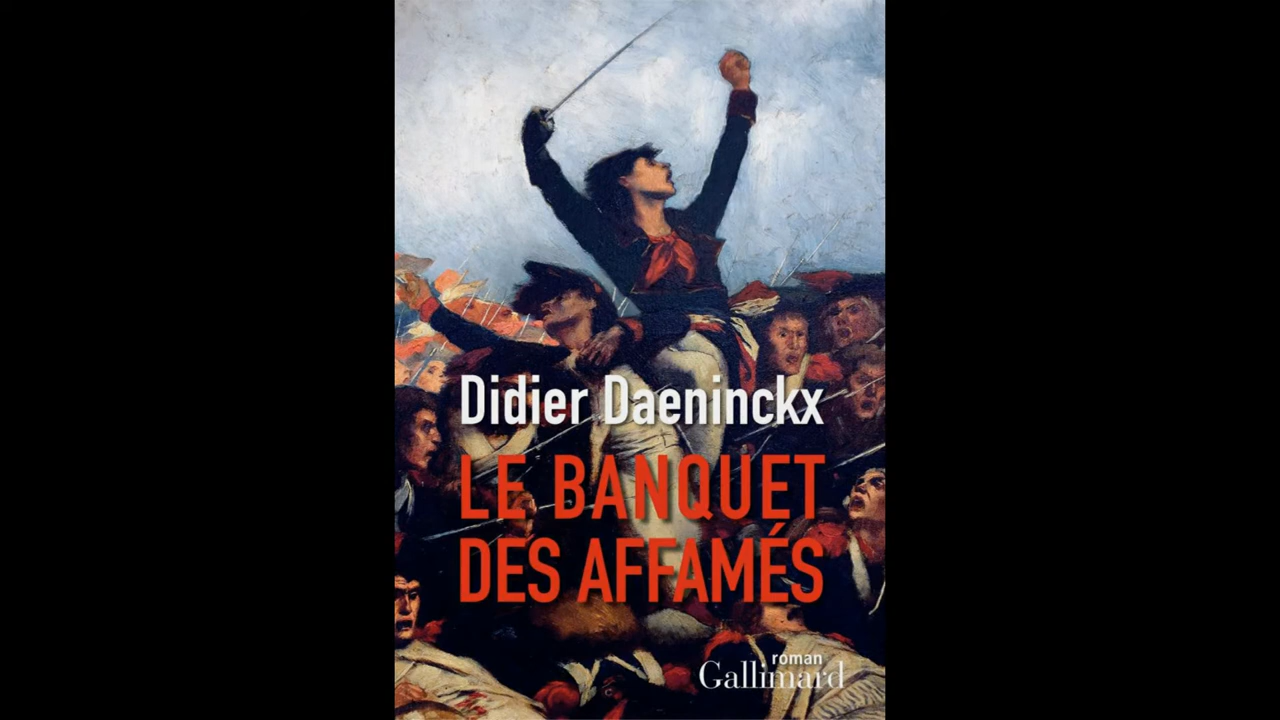 Didier Daeninckx
LE BANQUET
DES AFFAMÉS
roman
Gallimard